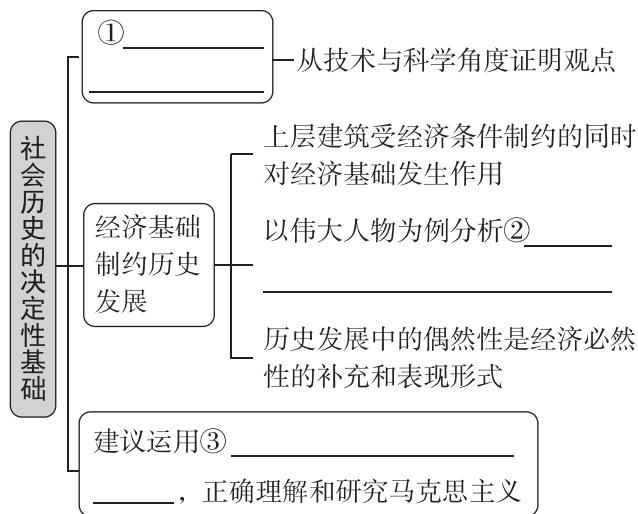 社会历史的决定性基础
①
从技术与科学角度证明观点
经济基础
制约历史
发展
上层建筑受经济条件制约的同时
对经济基础发生作用
以伟大人物为例分析②
历史发展中的偶然性是经济必然
性的补充和表现形式
建议运用③
，正确理解和研究马克思主义